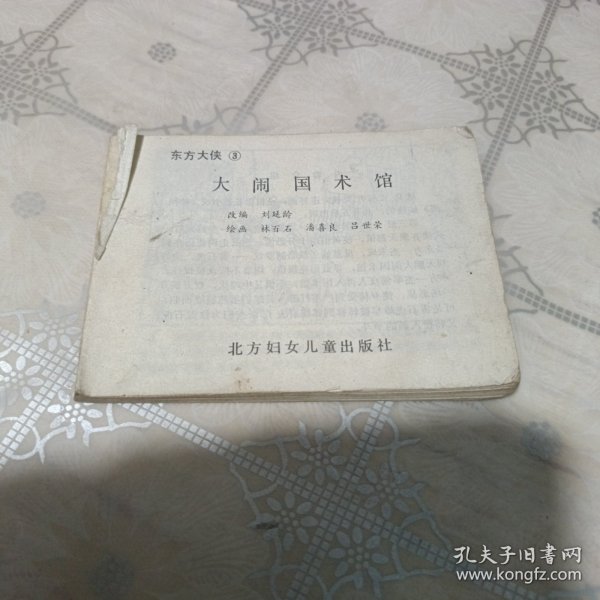 东方大侠 ③
大闹国术馆
改编 刘延龄
绘画 林百石 潘喜良 吕世荣
北方妇女儿童出版社
孔夫子旧书网
www.kongfz.com